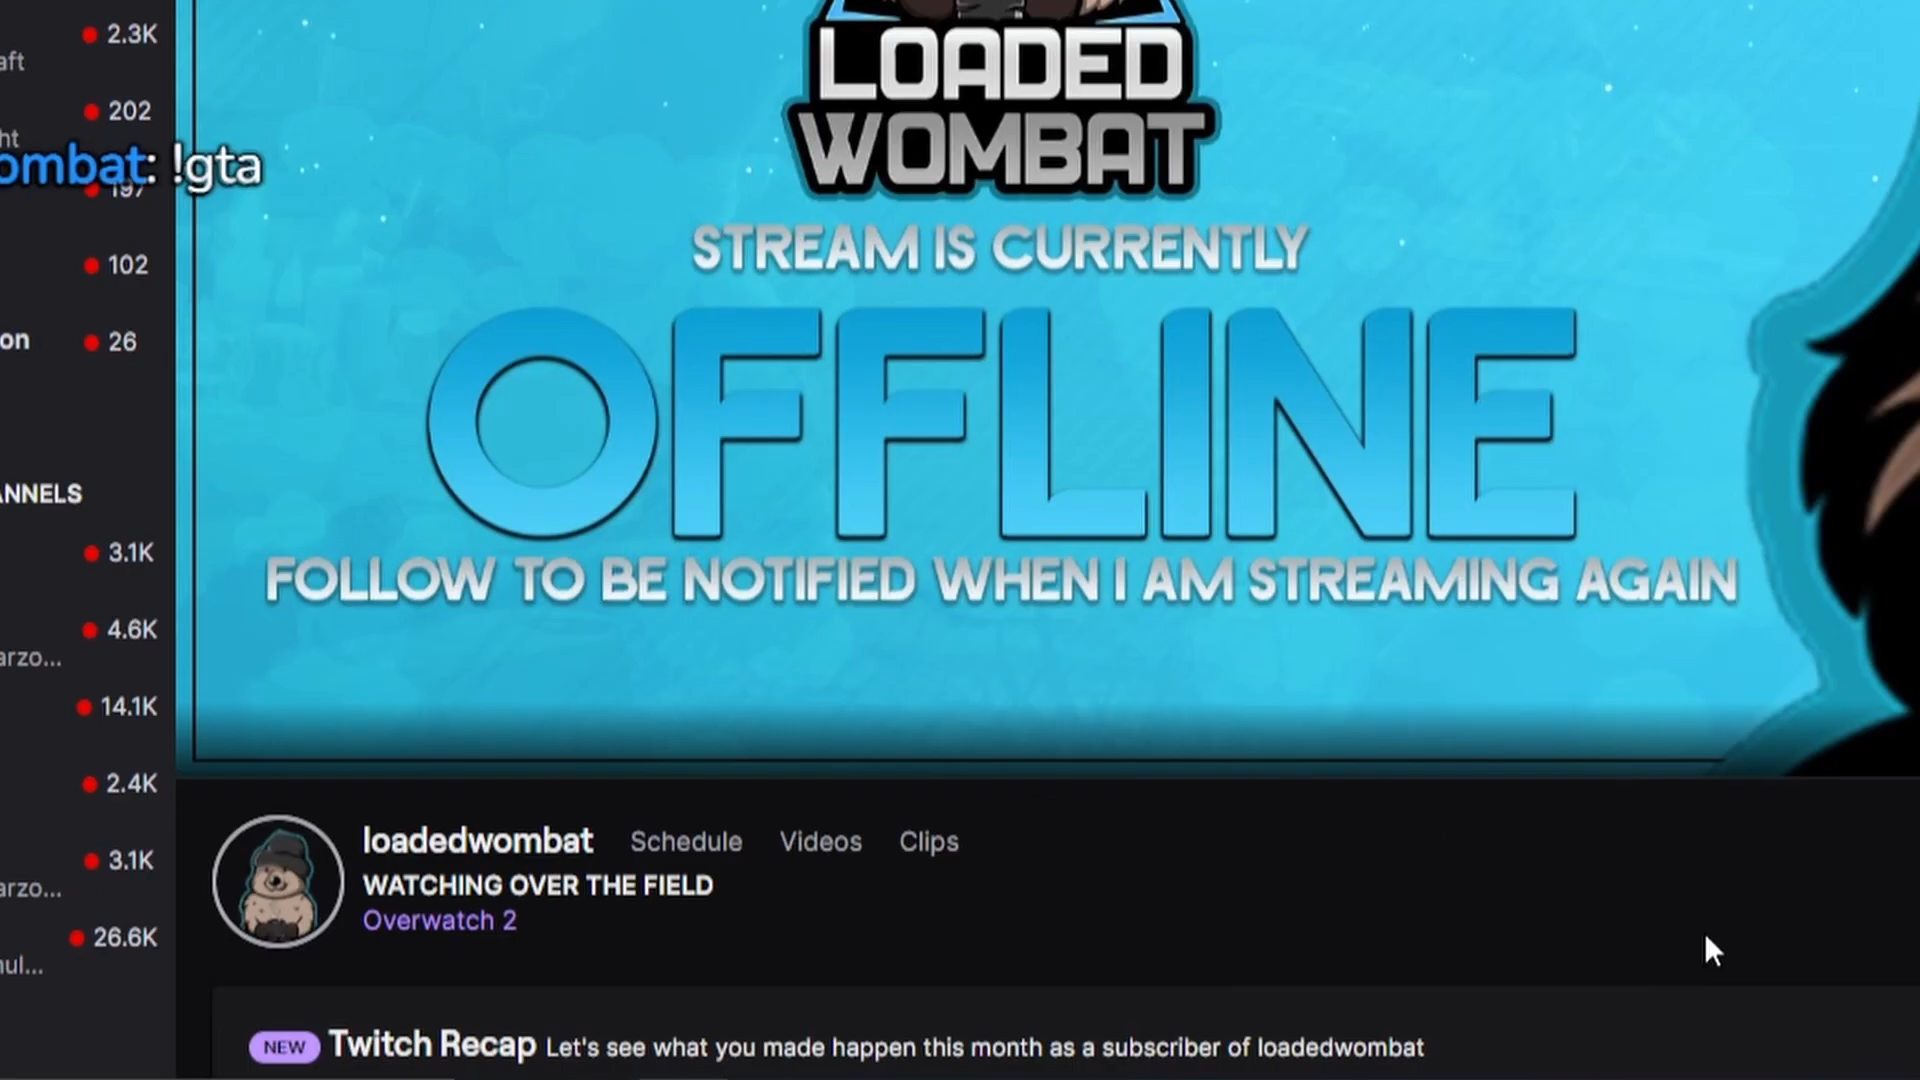 2.3K
aft
202
ht
ombat: !gta
197
102
on
26
ANNELS
3.1K
4.6K
arzo...
14.1K
2.4K
3.1K
arzo...
26.6K
nul...
LOADED
WOMBAT
STREAM IS CURRENTLY
OFFLINE
FOLLOW TO BE NOTIFIED WHEN I AM STREAMING AGAIN
loadedwombat Schedule Videos Clips
WATCHING OVER THE FIELD
Overwatch 2
NEW Twitch Recap Let's see what you made happen this month as a subscriber of loadedwombat